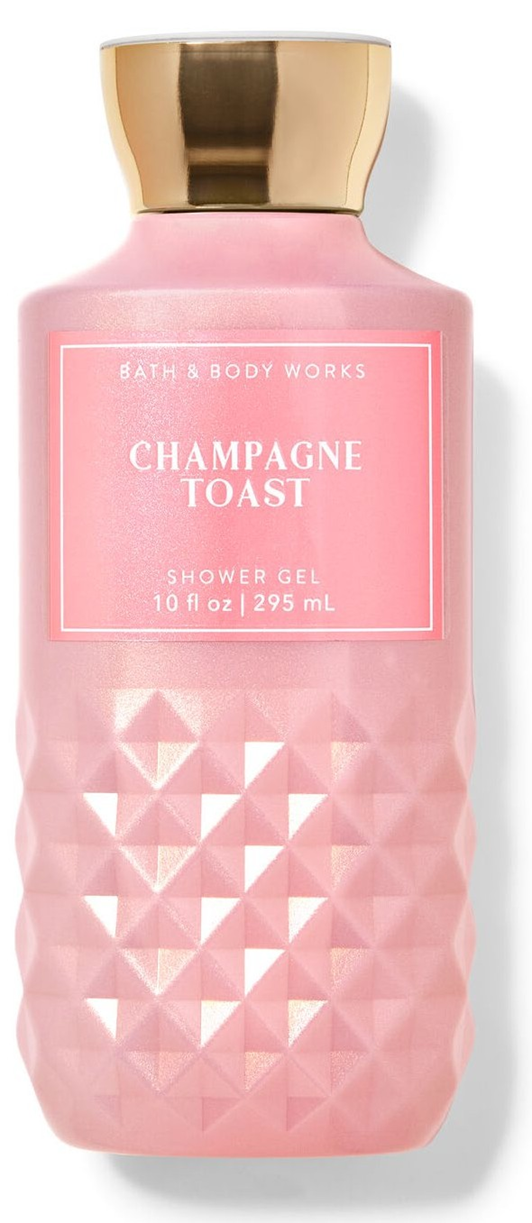 BATH & BODY WORKS
CHAMPAGNE
TOAST
SHOWER GEL
10 fl oz | 295 mL